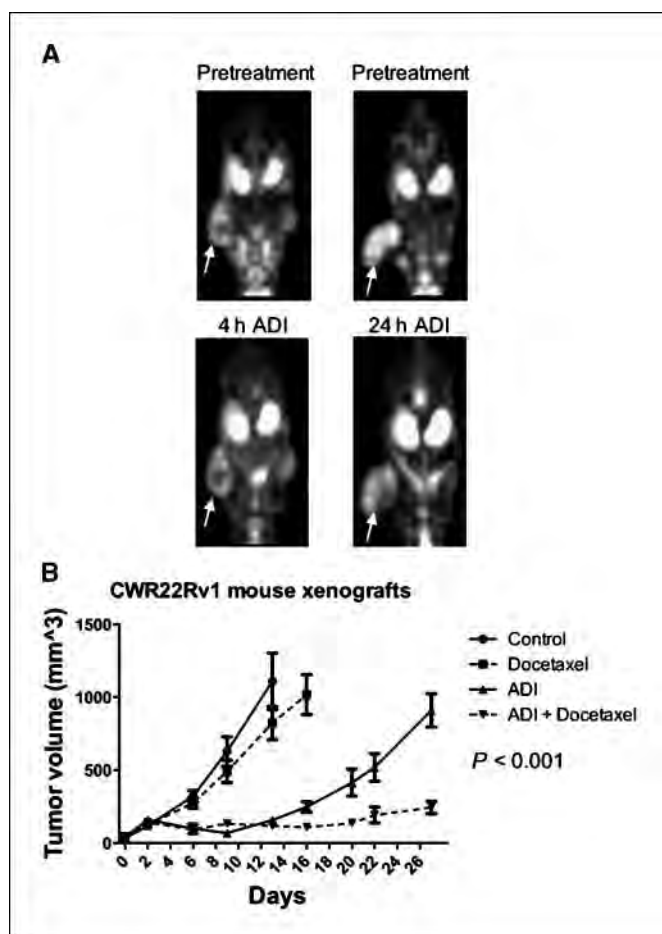 A
Pretreatment Pretreatment
4 h ADI 24 h ADI
B
CWR22Rv1 mouse xenografts
Tumor volume (mm^3)
1500
1000
500
0
0 2 4 6 8 10 12 14 16 18 20 22 24 26
Days
Control
Docetaxel
ADI
ADI + Docetaxel
P < 0.001